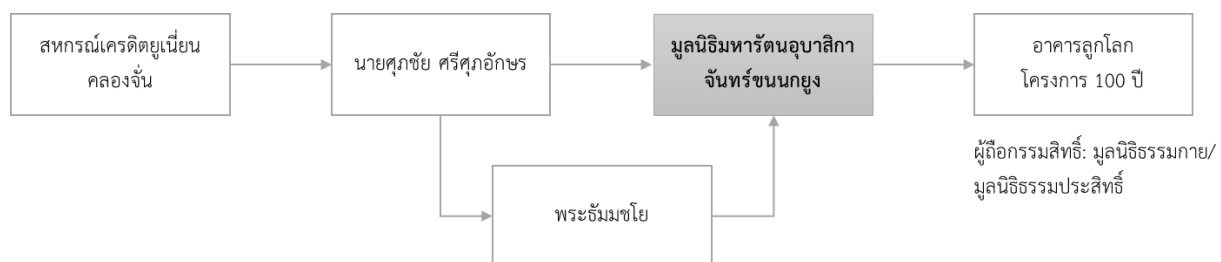 สหกรณ์เครดิตยูเนี่ยน
คลองจั่น
นายศุภชัย ศรีศุภอักษร
มูลนิธิมหารัตนอุบาสิกา
จันทร์ขนนกยูง
อาคารลูกโลก
โครงการ 100 ปี
ผู้ถือกรรมสิทธิ์: มูลนิธิธรรมกาย/
มูลนิธิธรรมประสิทธิ์
พระธัมมชโย